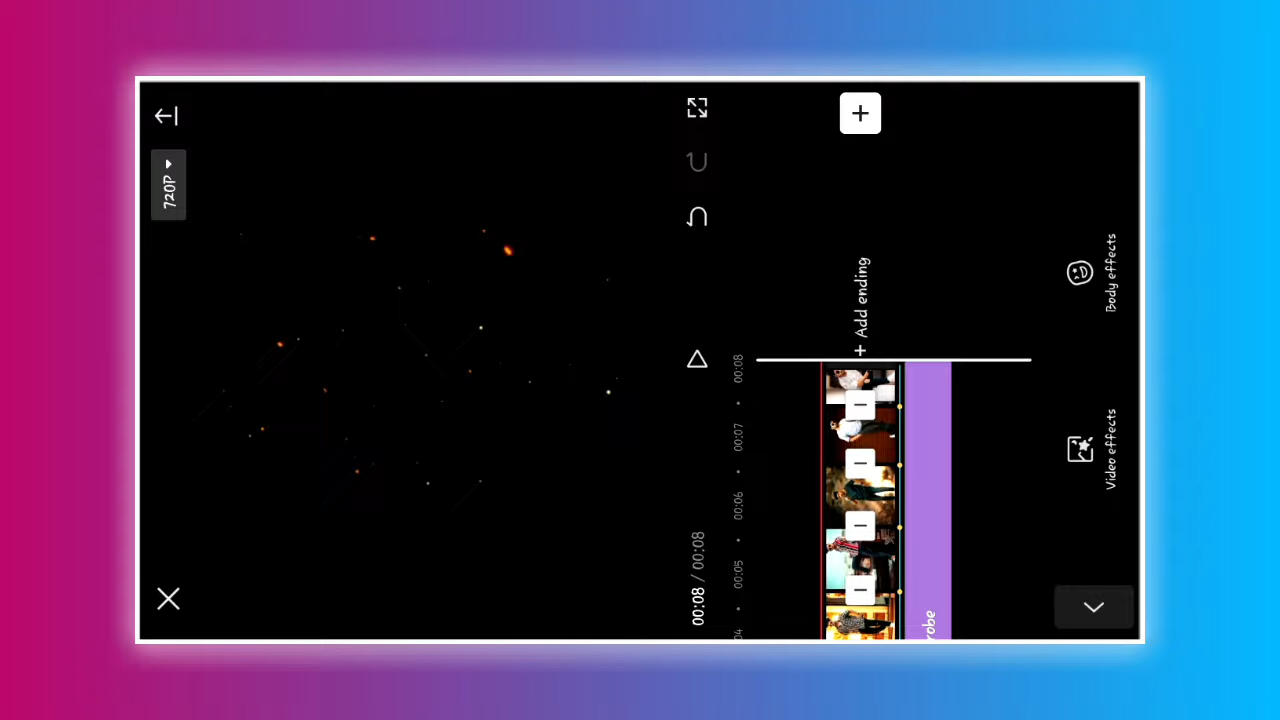 720P
00:08 / 00:08
04
00:05
00:06
00:07
00:08
+ Add ending
robe
Video effects
Body effects